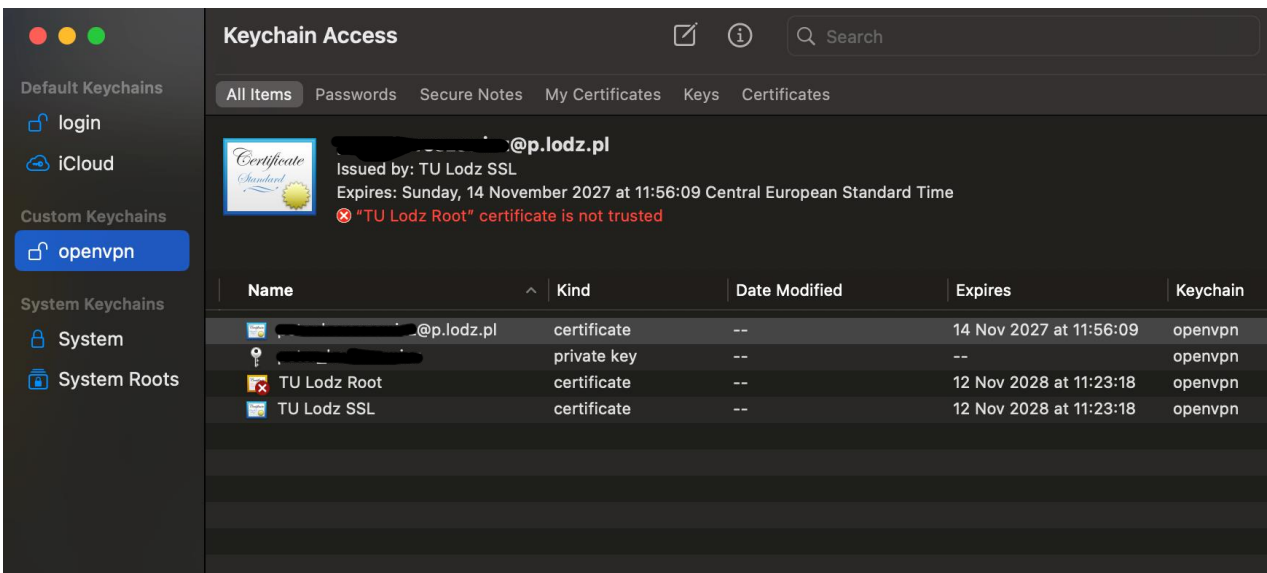 Keychain Access
Search
Default Keychains
login
iCloud
Custom Keychains
openvpn
System Keychains
System
System Roots
All Items Passwords Secure Notes My Certificates Keys Certificates
Certificate
Standard
@p.lodz.pl
Issued by: TU Lodz SSL
Expires: Sunday, 14 November 2027 at 11:56:09 Central European Standard Time
“TU Lodz Root” certificate is not trusted
Name Kind Date Modified Expires Keychain
@p.lodz.pl certificate -- 14 Nov 2027 at 11:56:09 openvpn
private key -- -- openvpn
TU Lodz Root certificate -- 12 Nov 2028 at 11:23:18 openvpn
TU Lodz SSL certificate -- 12 Nov 2028 at 11:23:18 openvpn